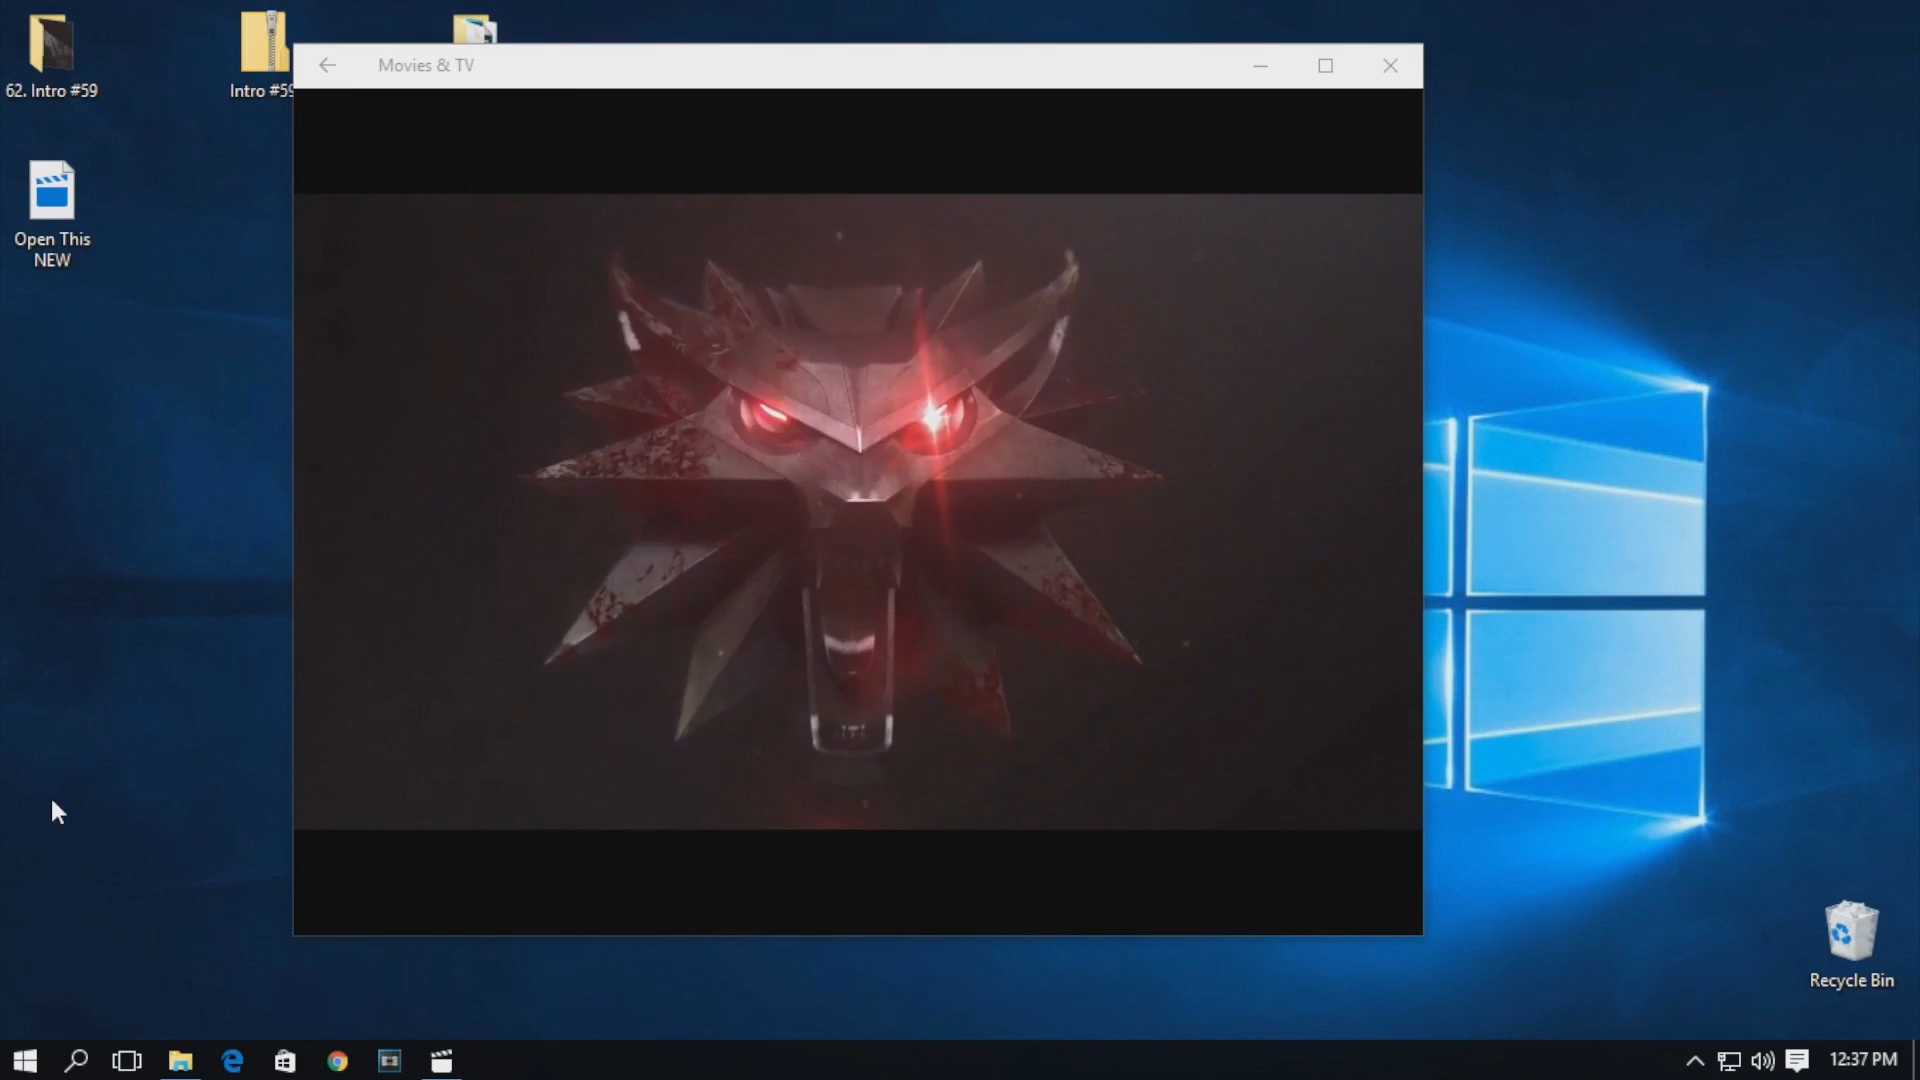 Movies & TV
62. Intro #59
Intro #59
Open This
NEW
Recycle Bin
12:37 PM